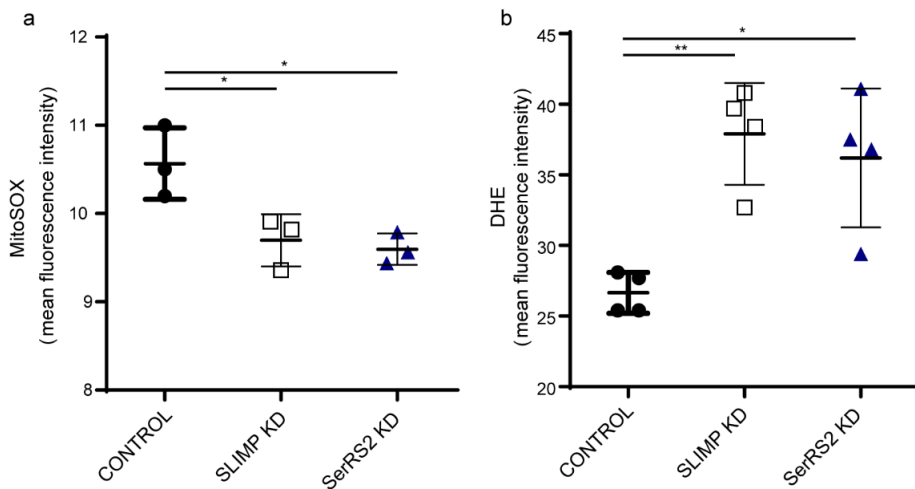 a
12
11
10
9
8
MitoSOX
(mean fluorescence intensity)
*
*
CONTROL
SLIMP KD
SerRS2 KD
b
45
40
35
30
25
20
DHE
(mean fluorescence intensity)
*
**
CONTROL
SLIMP KD
SerRS2 KD